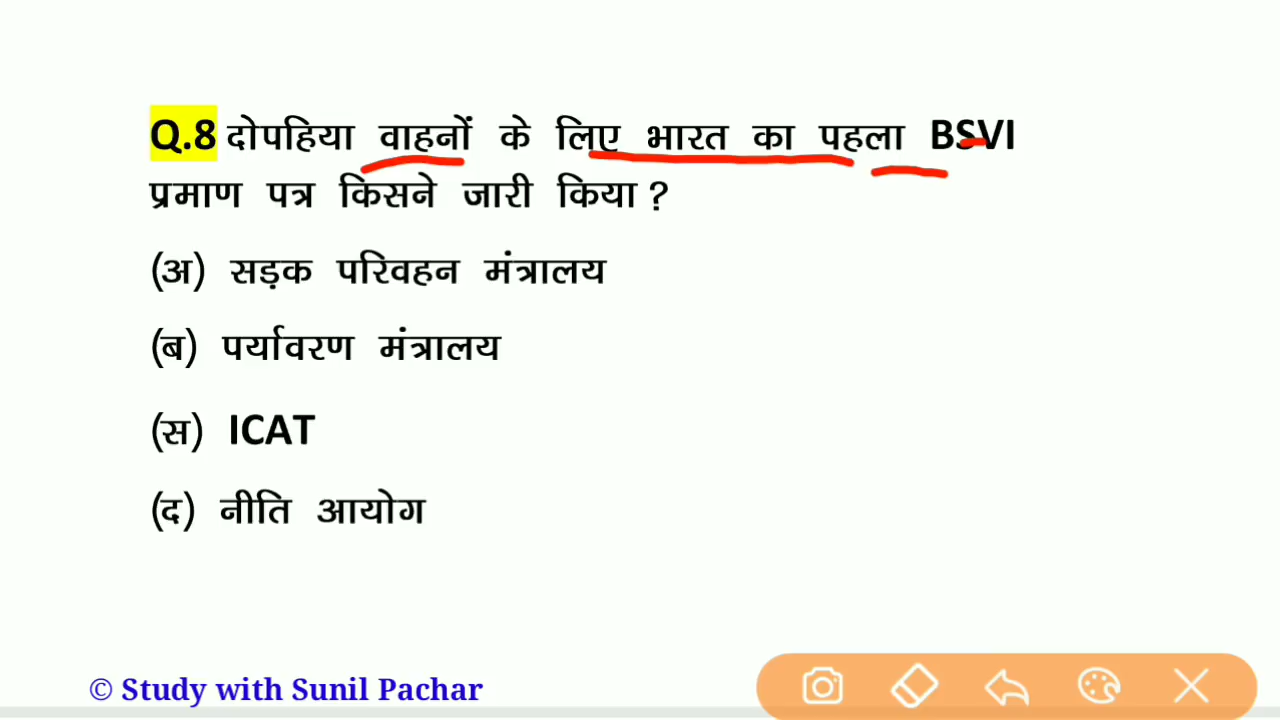 Q.8 दोपहिया वाहनों के लिए भारत का पहला BSVI
प्रमाण पत्र किसने जारी किया ?
(अ) सड़क परिवहन मंत्रालय
(ब) पर्यावरण मंत्रालय
(स) ICAT
(द) नीति आयोग
© Study with Sunil Pachar